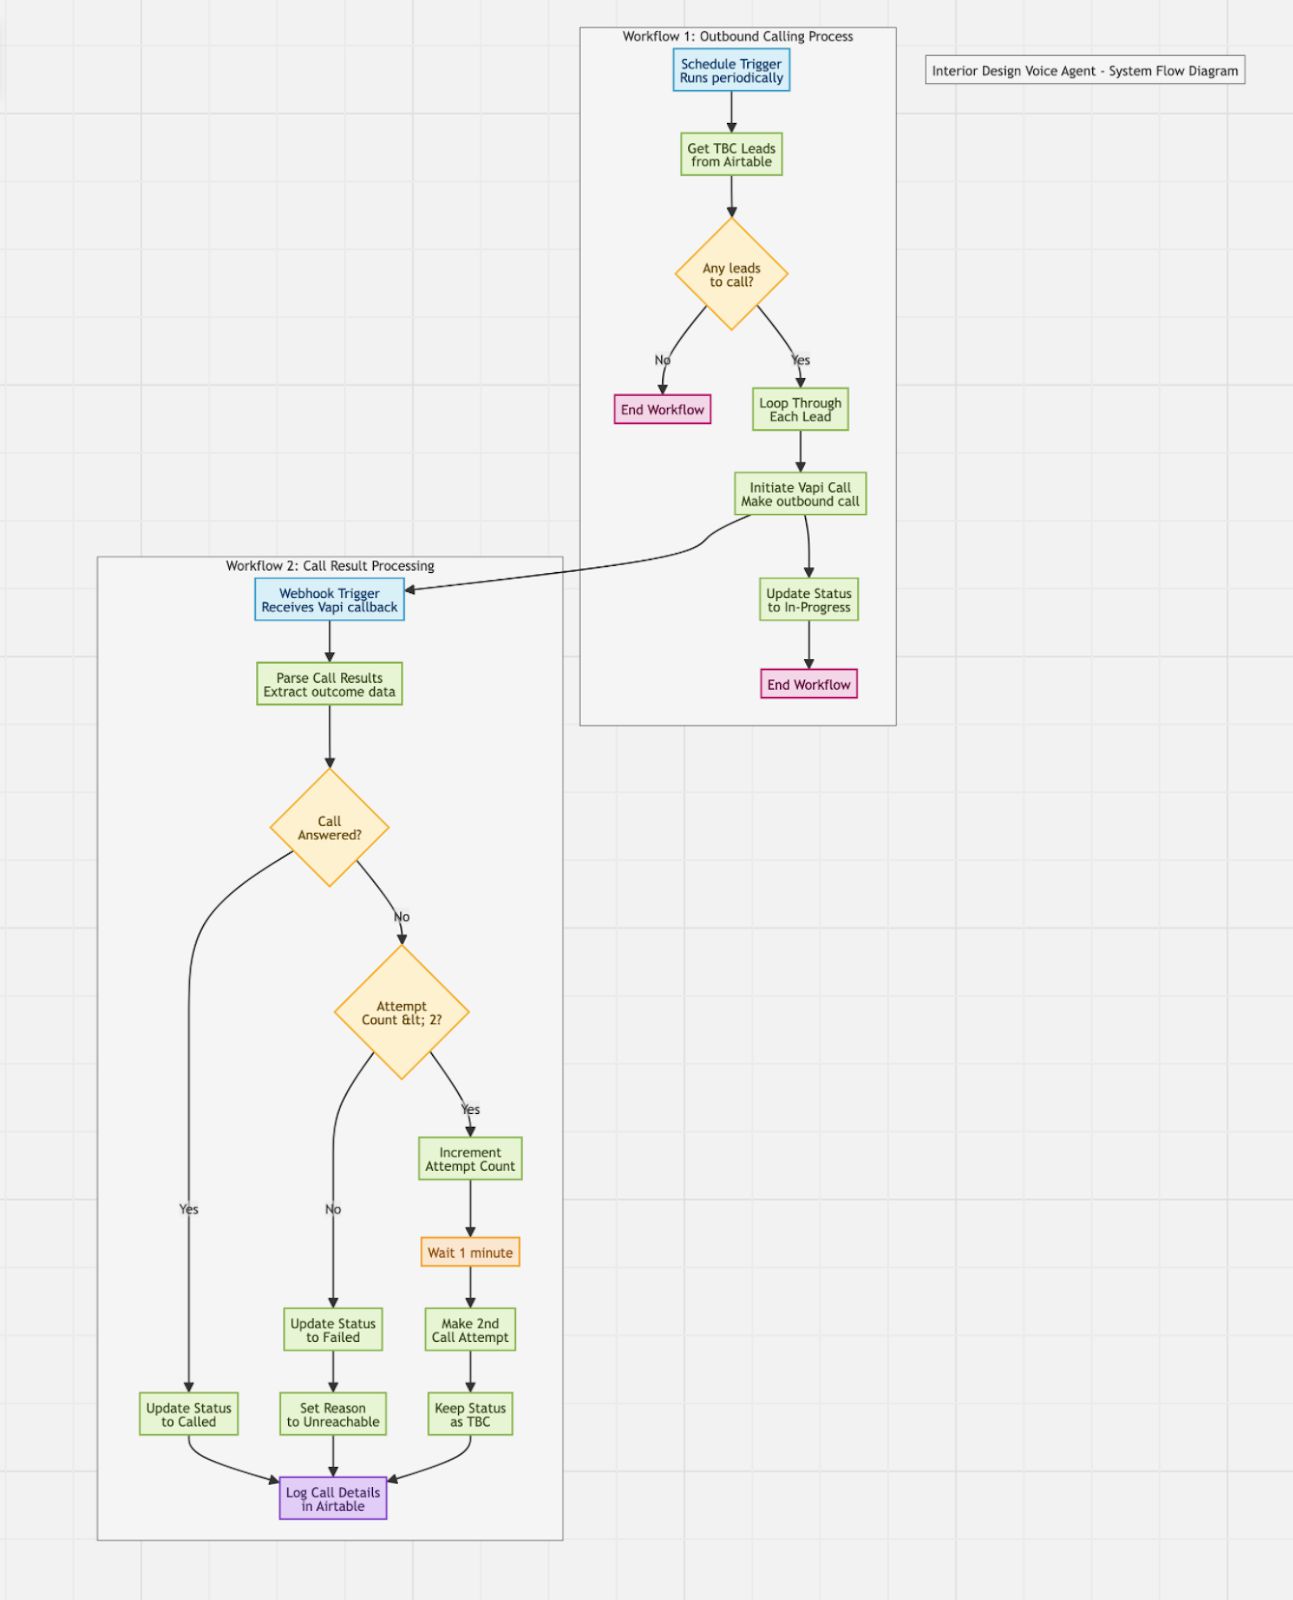 Workflow 1: Outbound Calling Process
Interior Design Voice Agent - System Flow Diagram
Schedule Trigger
Runs periodically
Get TBC Leads
from Airtable
Any leads
to call?
No
Yes
End Workflow
Loop Through
Each Lead
Initiate Vapi Call
Make outbound call
Update Status
to In-Progress
End Workflow
Workflow 2: Call Result Processing
Webhook Trigger
Receives Vapi callback
Parse Call Results
Extract outcome data
Call
Answered?
No
Attempt
Count &lt; 2?
Yes
Increment
Attempt Count
Yes
No
Wait 1 minute
Update Status
to Failed
Make 2nd
Call Attempt
Update Status
to Called
Set Reason
to Unreachable
Keep Status
as TBC
Log Call Details
in Airtable